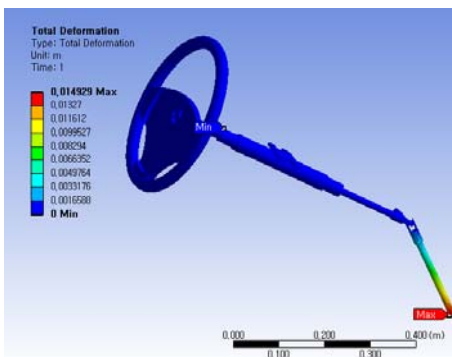 Total Deformation
Type: Total Deformation
Unit: m
Time: 1
0,014929 Max
0,01327
0,011612
0,0099527
0,008294
0,0066352
0,0049764
0,0033176
0,0016588
0 Min
Min
Max
0.000 0.200 0.400 (m)
0.100 0.300